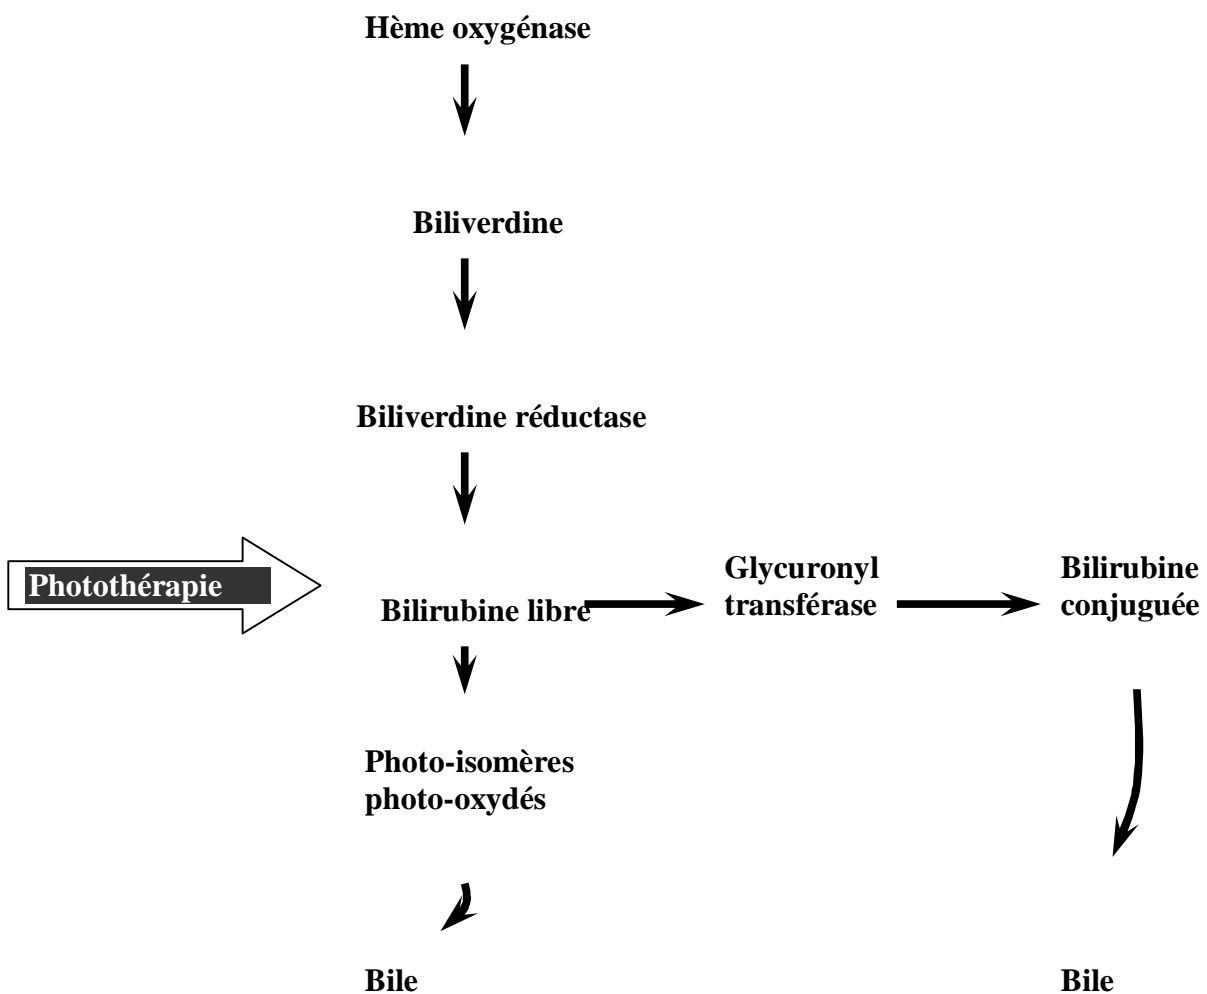 Hème oxygénase
Biliverdine
Biliverdine réductase
Photothérapie
Bilirubine libre
Glycuronyl
transférase
Bilirubine
conjuguée
Photo-isomères
photo-oxydés
Bile
Bile